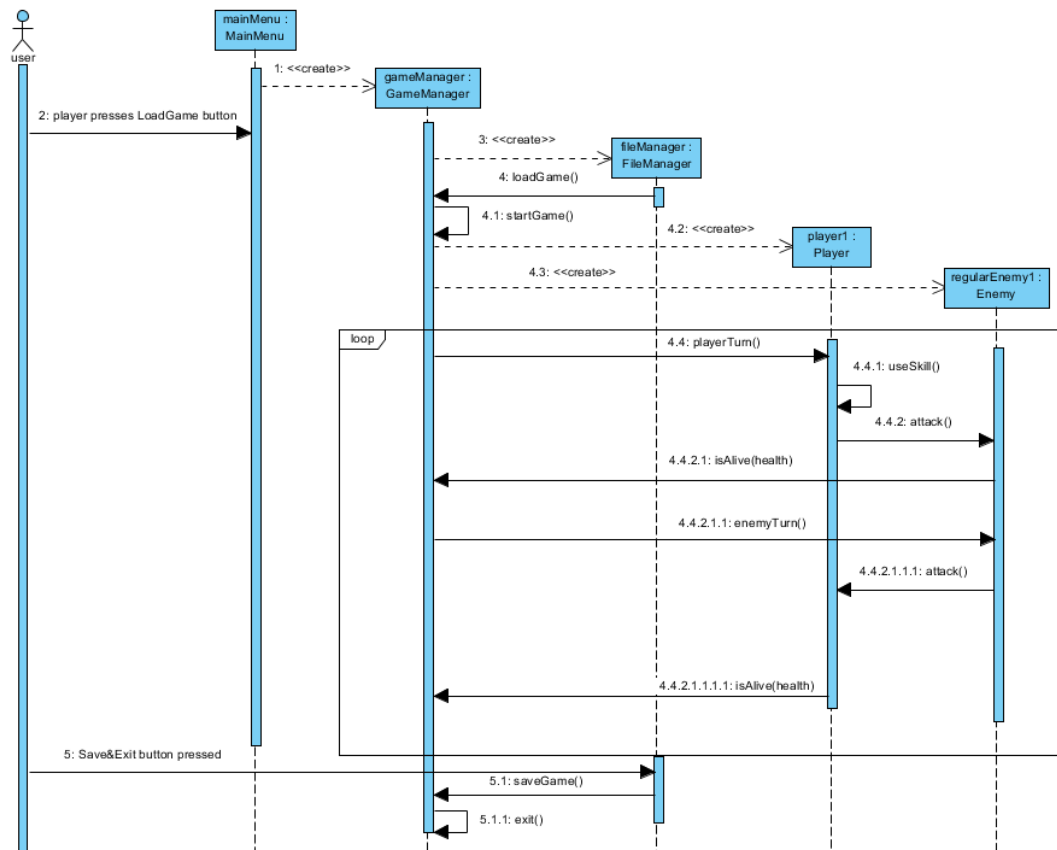 mainMenu :
MainMenu
user
1: <<create>>
gameManager :
GameManager
2: player presses LoadGame button
3: <<create>>
fileManager :
FileManager
4: loadGame()
4.1: startGame()
4.2: <<create>>
player1 :
Player
4.3: <<create>>
regularEnemy1 :
Enemy
loop
4.4: playerTurn()
4.4.1: useSkill()
4.4.2: attack()
4.4.2.1: isAlive(health)
4.4.2.1.1: enemyTurn()
4.4.2.1.1.1: attack()
4.4.2.1.1.1.1: isAlive(health)
5: Save&Exit button pressed
5.1: saveGame()
5.1.1: exit()